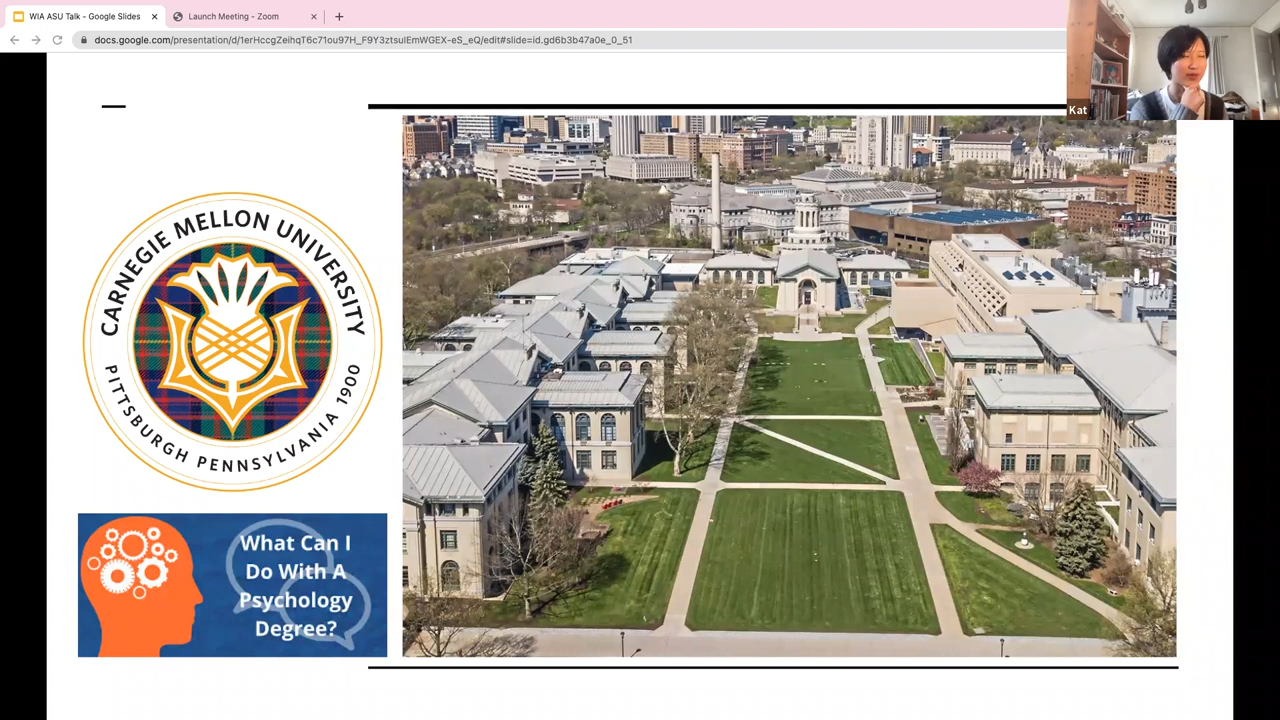 WIA ASU Talk - Google Slides
Launch Meeting - Zoom
docs.google.com/presentation/d/1erHccgZeihqT6c71ou97H_F9Y3ztsuIEmWGEX-eS_eQ/edit#slide=id.gd6b3b47a0e_0_51
Kat
CARNEGIE MELLON UNIVERSITY
PITTSBURGH PENNSYLVANIA 1900
What Can I
Do With A
Psychology
Degree?